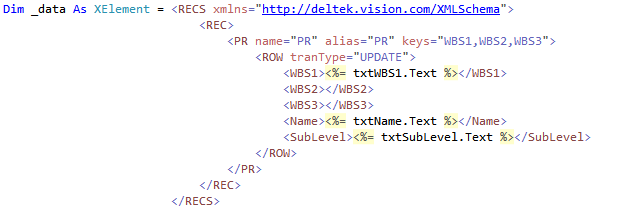 Dim _data As XElement = <RECS xmlns="http://deltek.vision.com/XMLSchema">
<REC>
<PR name="PR" alias="PR" keys="WBS1,WBS2,WBS3">
<ROW tranType="UPDATE">
<WBS1><%= txtWBS1.Text %></WBS1>
<WBS2></WBS2>
<WBS3></WBS3>
<Name><%= txtName.Text %></Name>
<SubLevel><%= txtSubLevel.Text %></SubLevel>
</ROW>
</PR>
</REC>
</RECS>